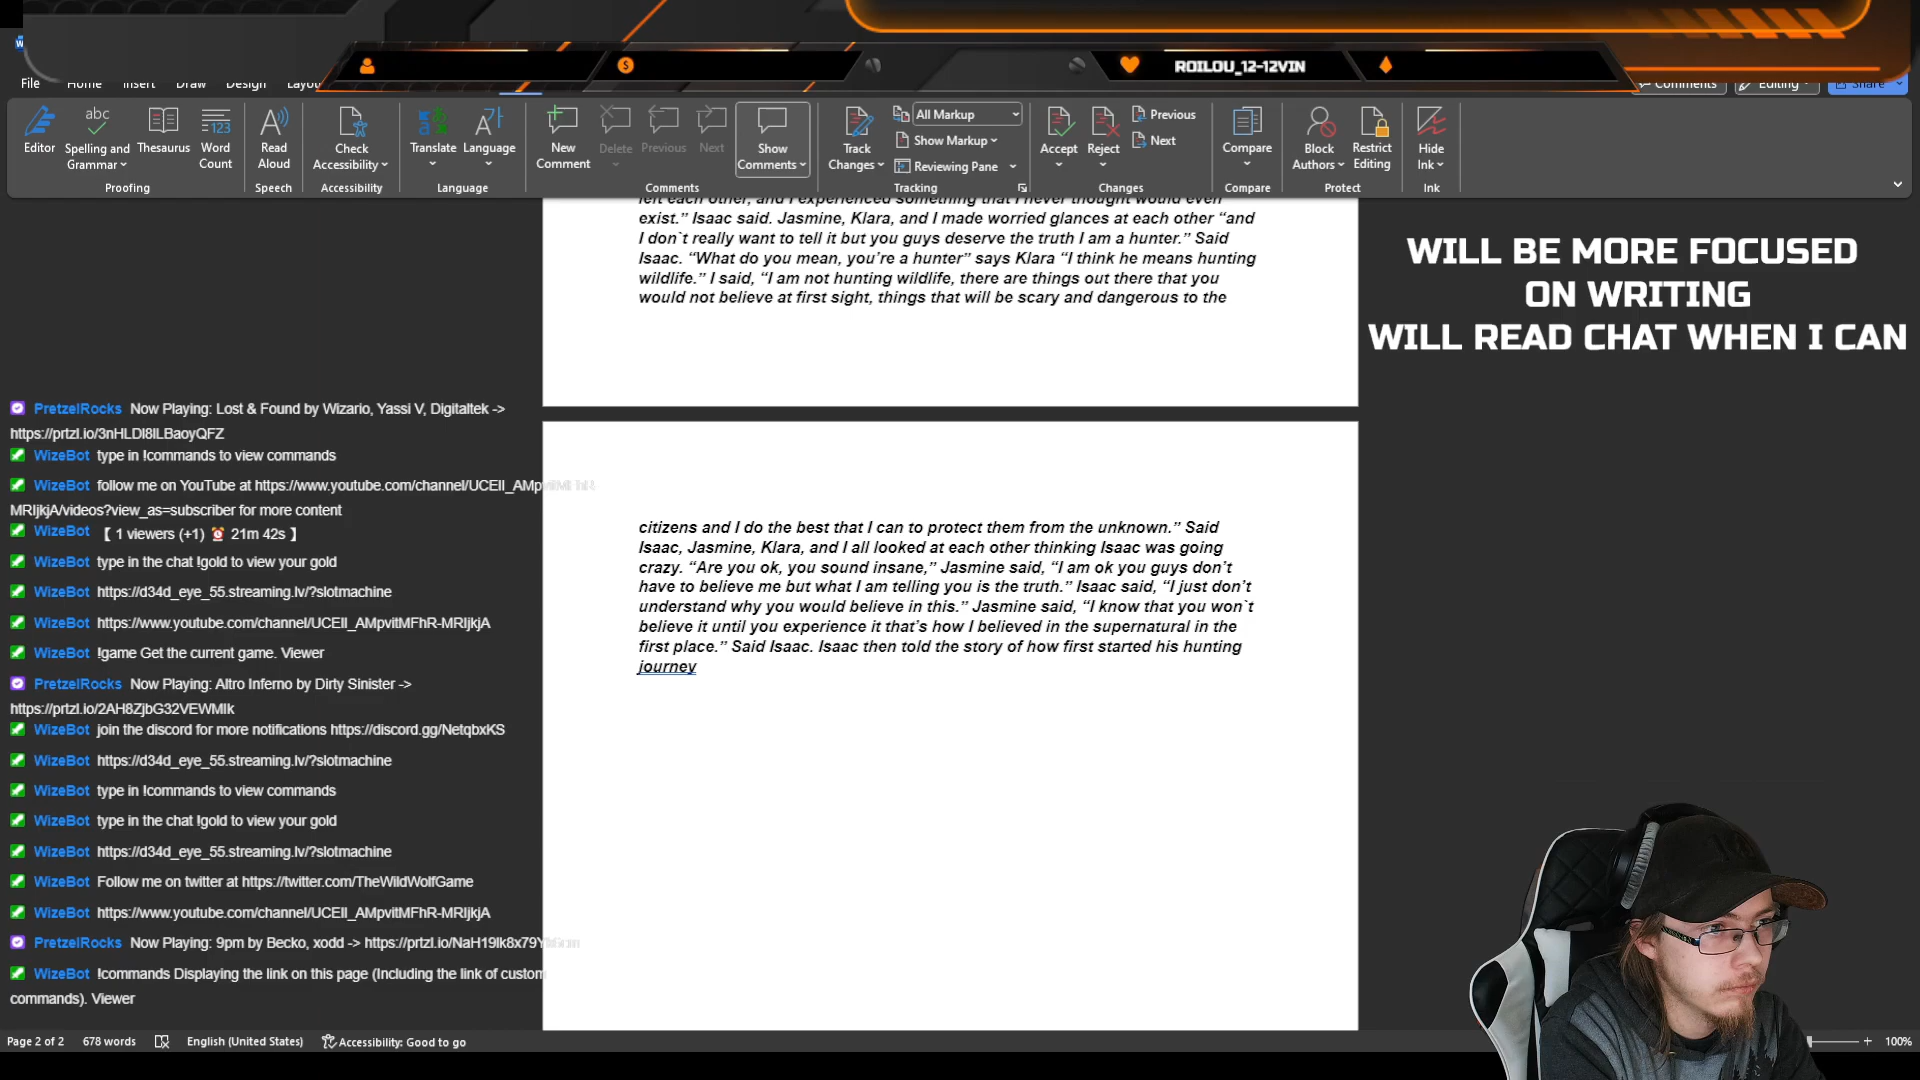 ROILOU_12-12VIN
File Home Insert Draw Design
Comments Editing Share
Editor
Spelling and Grammar
Thesaurus
Word Count
Read Aloud
Check Accessibility
Translate
Language
New Comment
Delete
Previous
Next
Show Comments
Track Changes
All Markup
Show Markup
Reviewing Pane
Accept
Reject
Previous
Next
Compare
Block Authors
Restrict Editing
Hide Ink
Proofing Speech Accessibility Language Comments Tracking Changes Compare Protect Ink
left each other, and I experienced something that I never thought would even
exist.” Isaac said. Jasmine, Klara, and I made worried glances at each other “and
I don`t really want to tell it but you guys deserve the truth I am a hunter.” Said
Isaac. “What do you mean, you’re a hunter” says Klara “I think he means hunting
wildlife.” I said, “I am not hunting wildlife, there are things out there that you
would not believe at first sight, things that will be scary and dangerous to the
citizens and I do the best that I can to protect them from the unknown.” Said
Isaac, Jasmine, Klara, and I all looked at each other thinking Isaac was going
crazy. “Are you ok, you sound insane,” Jasmine said, “I am ok you guys don’t
have to believe me but what I am telling you is the truth.” Isaac said, “I just don’t
understand why you would believe in this.” Jasmine said, “I know that you won`t
believe it until you experience it that’s how I believed in the supernatural in the
first place.” Said Isaac. Isaac then told the story of how first started his hunting
journey
WILL BE MORE FOCUSED
ON WRITING
WILL READ CHAT WHEN I CAN
PretzelRocks Now Playing: Lost & Found by Wizario, Yassi V, Digitaltek ->
https://prtzl.io/3nHLDl8ILBaoyQFZ
WizeBot type in !commands to view commands
WizeBot follow me on YouTube at https://www.youtube.com/channel/UCEIl_AMpvitMFhR-
MRIjkjA/videos?view_as=subscriber for more content
WizeBot 【 1 viewers (+1) ⏰ 21m 42s 】
WizeBot type in the chat !gold to view your gold
WizeBot https://d34d_eye_55.streaming.lv/?slotmachine
WizeBot https://www.youtube.com/channel/UCEIl_AMpvitMFhR-MRIjkjA
WizeBot !game Get the current game. Viewer
PretzelRocks Now Playing: Altro Inferno by Dirty Sinister ->
https://prtzl.io/2AH8ZjbG32VEWMlk
WizeBot join the discord for more notifications https://discord.gg/NetqbxKS
WizeBot https://d34d_eye_55.streaming.lv/?slotmachine
WizeBot type in !commands to view commands
WizeBot type in the chat !gold to view your gold
WizeBot https://d34d_eye_55.streaming.lv/?slotmachine
WizeBot Follow me on twitter at https://twitter.com/TheWildWolfGame
WizeBot https://www.youtube.com/channel/UCEIl_AMpvitMFhR-MRIjkjA
PretzelRocks Now Playing: 9pm by Becko, xodd ->
WizeBot !commands Displaying the link on this page (Including the link of custom
commands). Viewer
Page 2 of 2 678 words English (United States) Accessibility: Good to go 100%